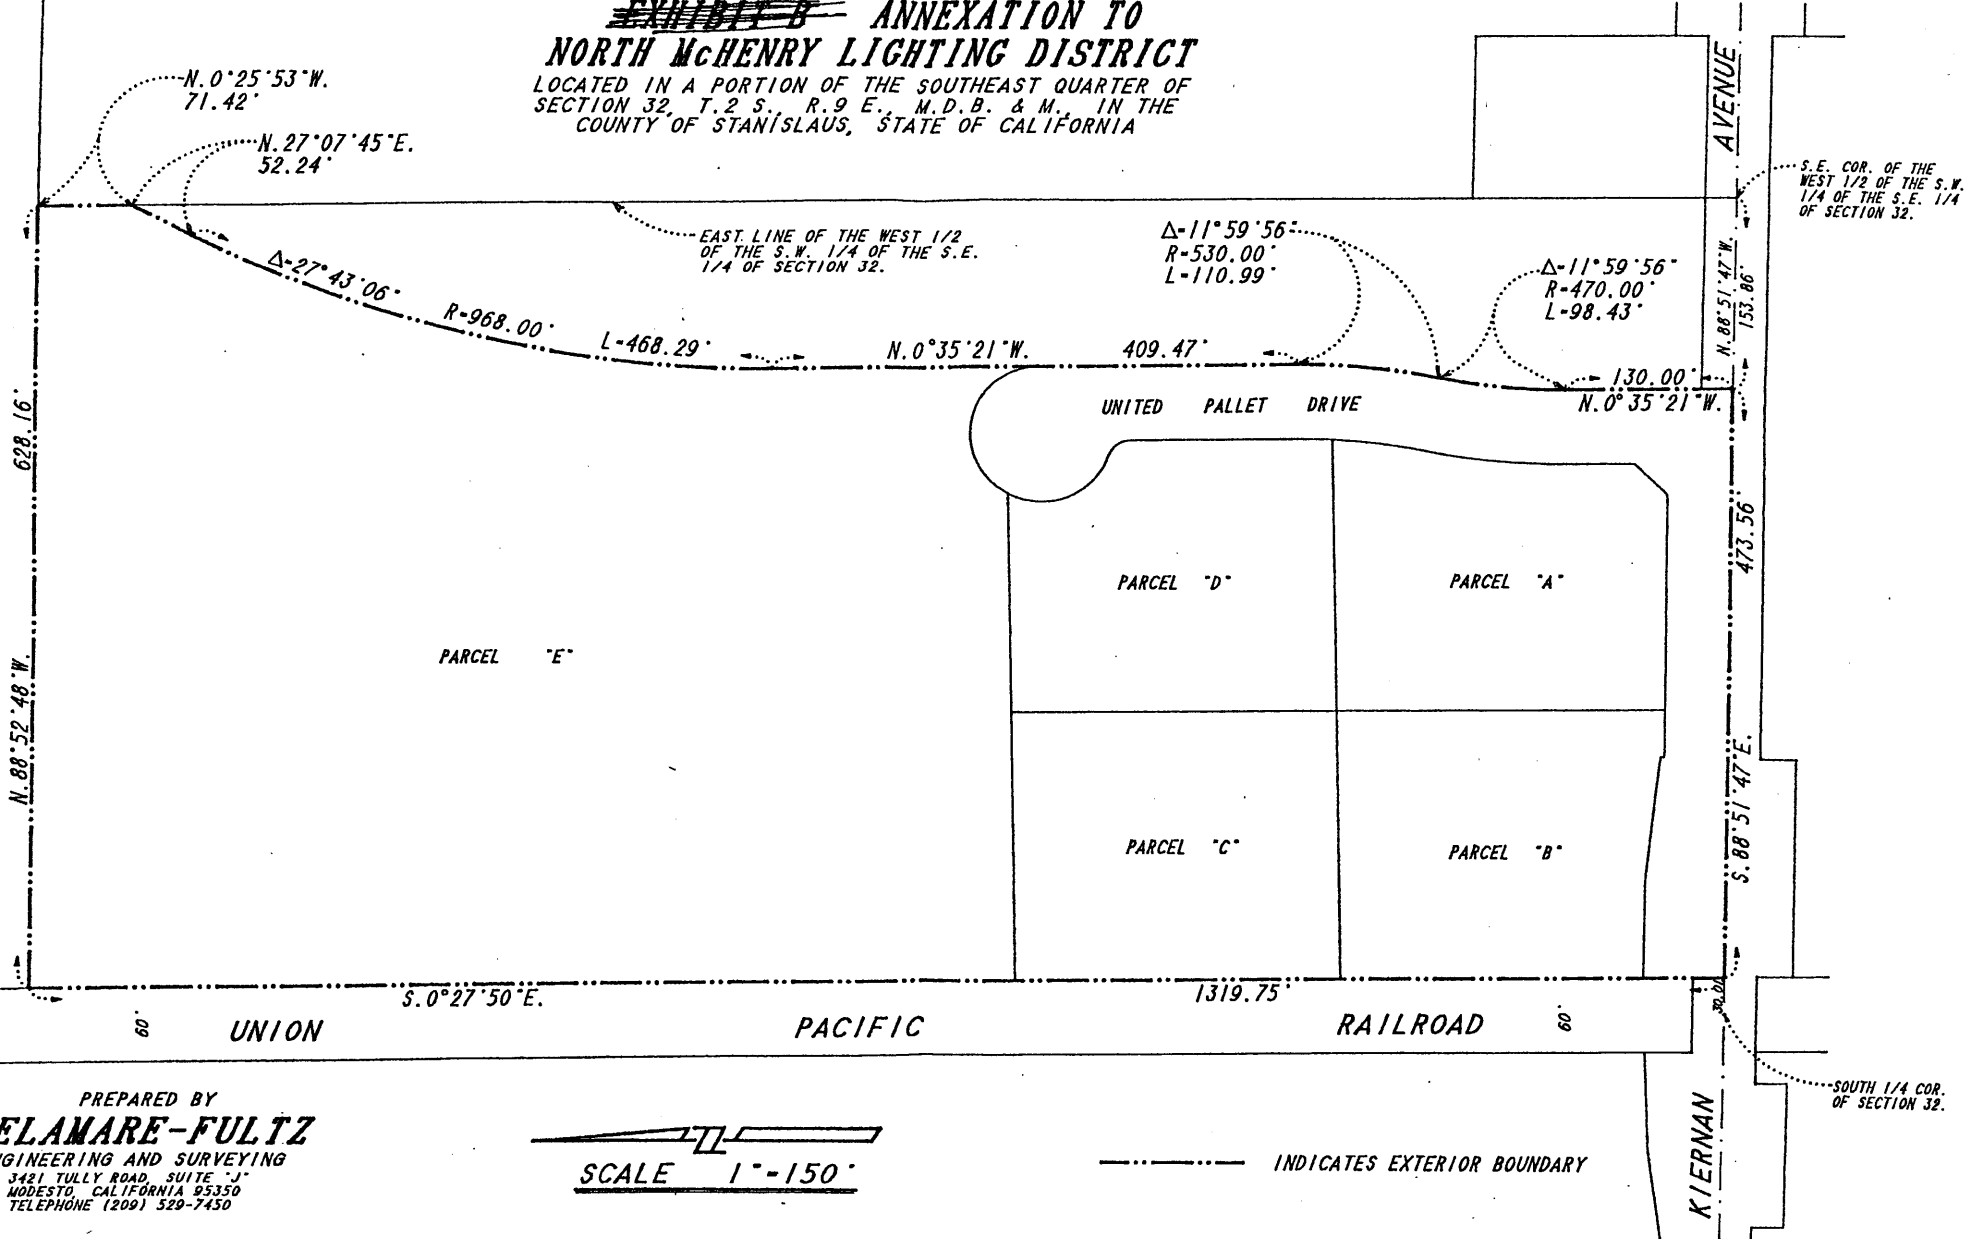 EXHIBIT B ANNEXATION TO
NORTH McHENRY LIGHTING DISTRICT
LOCATED IN A PORTION OF THE SOUTHEAST QUARTER OF
SECTION 32, T.2 S., R.9 E., M.D.B. & M., IN THE
COUNTY OF STANISLAUS, STATE OF CALIFORNIA
N.0°25'53"W.
71.42'
N.27°07'45"E.
52.24'
AVENUE
S.E. COR. OF THE
WEST 1/2 OF THE S.W.
1/4 OF THE S.E. 1/4
OF SECTION 32.
EAST LINE OF THE WEST 1/2
OF THE S.W. 1/4 OF THE S.E.
1/4 OF SECTION 32.
Δ=11°59'56"
R=530.00'
L=110.99'
Δ=11°59'56"
R=470.00'
L=98.43'
N.88°51'47"W.
153.86'
Δ=27°43'06"
R=968.00'
L=468.29'
N.0°35'21"W.
409.47'
130.00'
N.0°35'21"W.
UNITED PALLET DRIVE
628.16'
N.88°52'48"W.
473.56'
S.88°51'47"E.
PARCEL "D"
PARCEL "A"
PARCEL "E"
PARCEL "C"
PARCEL "B"
S.0°27'50"E.
1319.75'
30.01'
60'
UNION PACIFIC RAILROAD
60'
SOUTH 1/4 COR.
OF SECTION 32.
KIERNAN
PREPARED BY
ELAMARE-FULTZ
GINEERING AND SURVEYING
3421 TULLY ROAD, SUITE "J"
MODESTO, CALIFORNIA 95350
TELEPHONE (209) 529-7450
SCALE 1"=150'
INDICATES EXTERIOR BOUNDARY